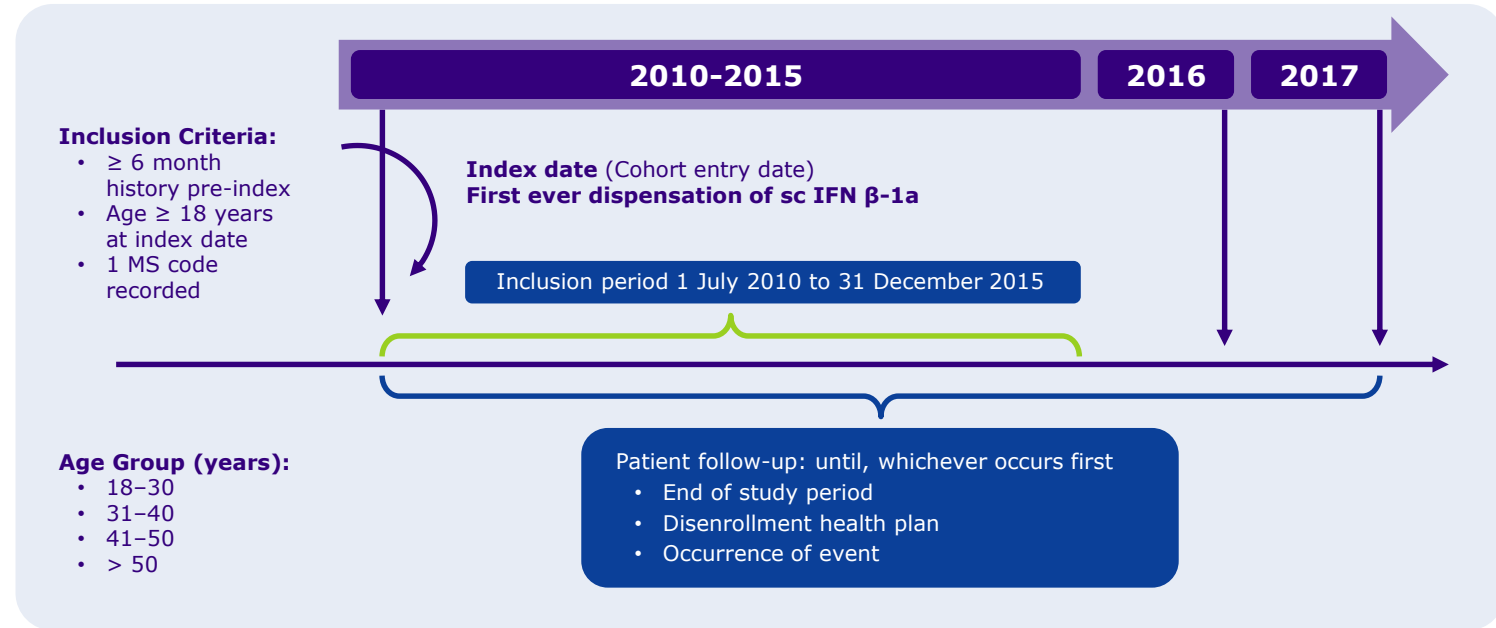 2010-2015
2016
2017
Inclusion Criteria:
• ≥ 6 month
history pre-index
• Age ≥ 18 years
at index date
• 1 MS code
recorded
Index date (Cohort entry date)
First ever dispensation of sc IFN β-1a
Inclusion period 1 July 2010 to 31 December 2015
Age Group (years):
• 18–30
• 31–40
• 41–50
• > 50
Patient follow-up: until, whichever occurs first
• End of study period
• Disenrollment health plan
• Occurrence of event